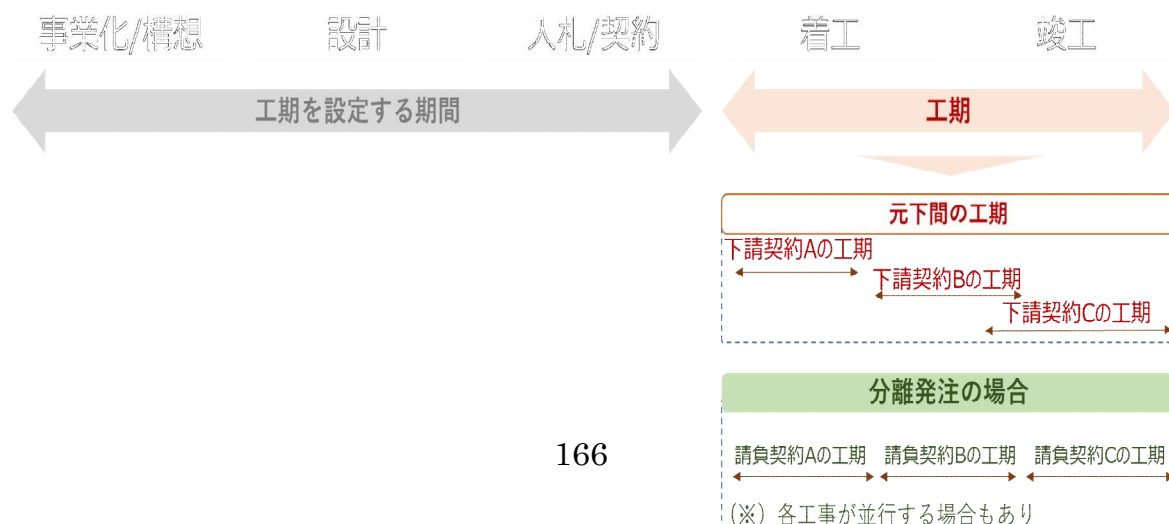 事業化/構想 設計 入札/契約 着工 竣工
工期を設定する期間 工期
元下間の工期
下請契約Aの工期
下請契約Bの工期
下請契約Cの工期
分離発注の場合
166
請負契約Aの工期 請負契約Bの工期 請負契約Cの工期
(※) 各工事が並行する場合もあり